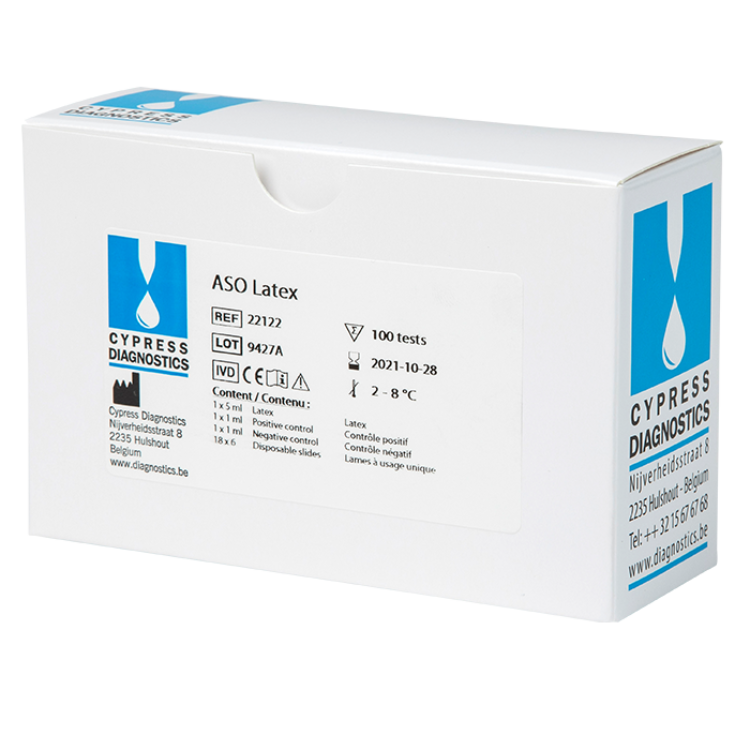 CYPRESS
DIAGNOSTICS
CYPRESS
DIAGNOSTICS
Cypress Diagnostics
Nijverheidsstraat 8
2235 Hulshout
Belgium
www.diagnostics.be
ASO Latex
REF 22122
LOT 9427A
IVD CE
Σ 100 tests
2021-10-28
2 - 8 °C
Content / Contenu :
1 x 5 ml Latex Latex
1 x 1 ml Positive control Contrôle positif
1 x 1 ml Negative control Contrôle négatif
18 x 6 Disposable slides Lames à usage unique
CYPRESS
DIAGNOSTICS
Nijverheidsstraat 8
2235 Hulshout - Belgium
Tel: ++ 32 15 67 67 68
www.diagnostics.be